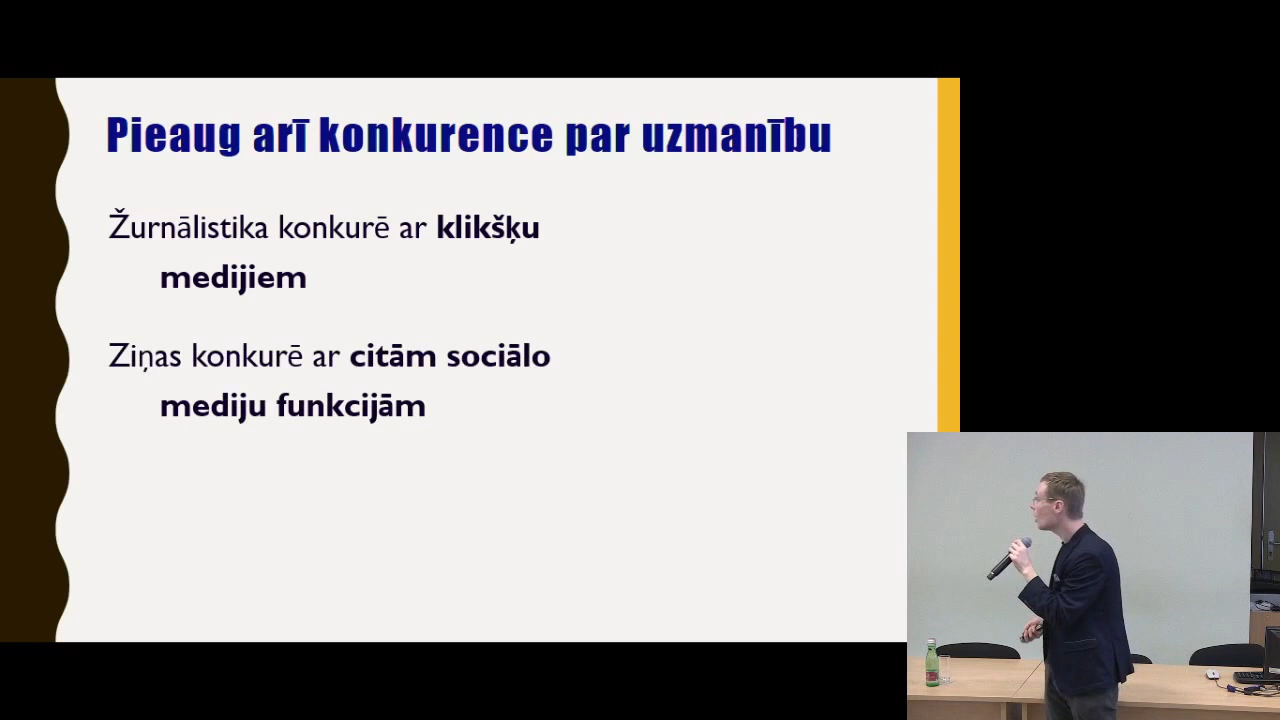 Pieaug arī konkurence par uzmanību
Žurnālistika konkurē ar klikšķu
medijiem
Ziņas konkurē ar citām sociālo
mediju funkcijām